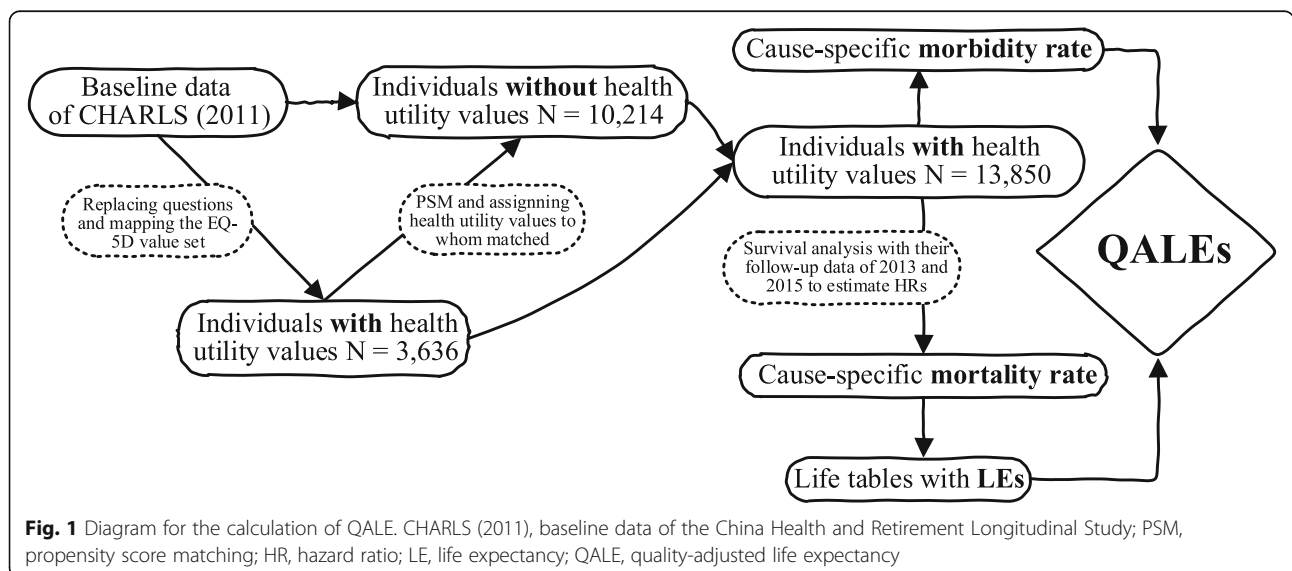 Baseline data
of CHARLS (2011)
Individuals without health
utility values N = 10,214
Cause-specific morbidity rate
Individuals with health
utility values N = 13,850
Replacing questions
and mapping the EQ-
5D value set
PSM and assignning
health utility values to
whom matched
Survival analysis with their
follow-up data of 2013 and
2015 to estimate HRs
QALEs
Individuals with health
utility values N = 3,636
Cause-specific mortality rate
Life tables with LEs
Fig. 1 Diagram for the calculation of QALE. CHARLS (2011), baseline data of the China Health and Retirement Longitudinal Study; PSM,
propensity score matching; HR, hazard ratio; LE, life expectancy; QALE, quality-adjusted life expectancy